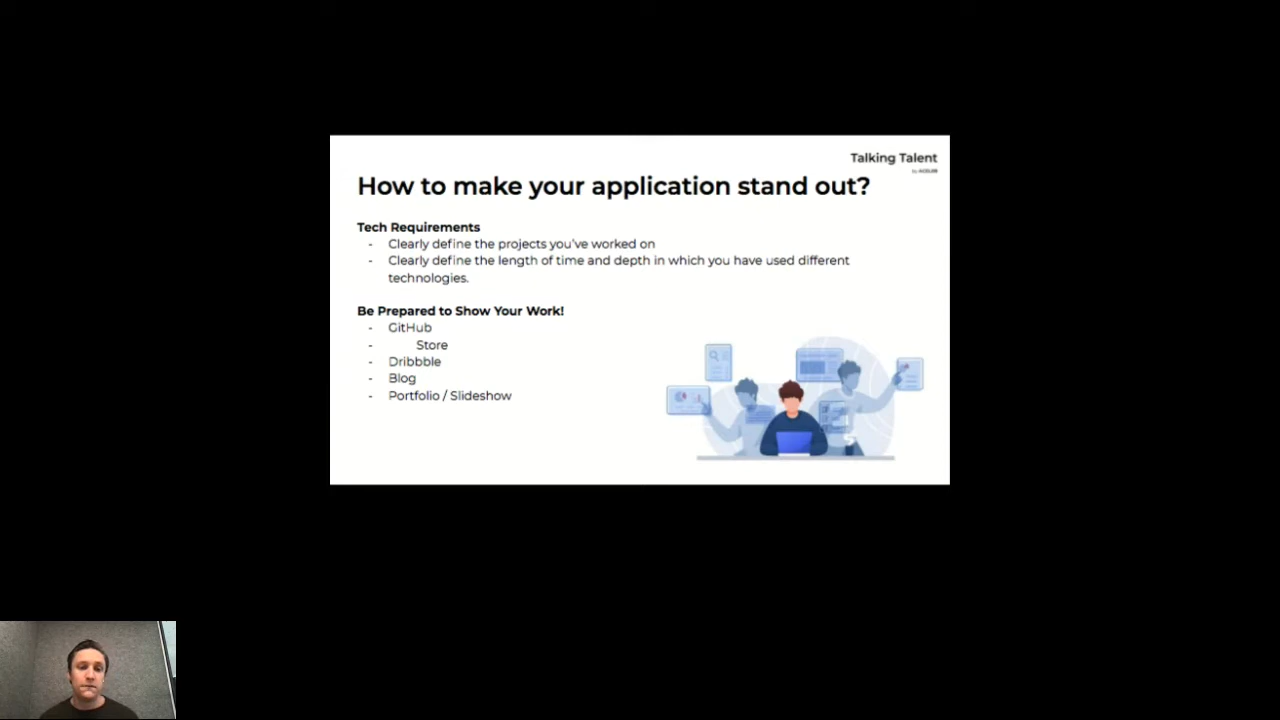 Talking Talent
How to make your application stand out?
Tech Requirements
- Clearly define the projects you've worked on
- Clearly define the length of time and depth in which you have used different
technologies.
Be Prepared to Show Your Work!
- GitHub
- Store
- Dribbble
- Blog
- Portfolio / Slideshow